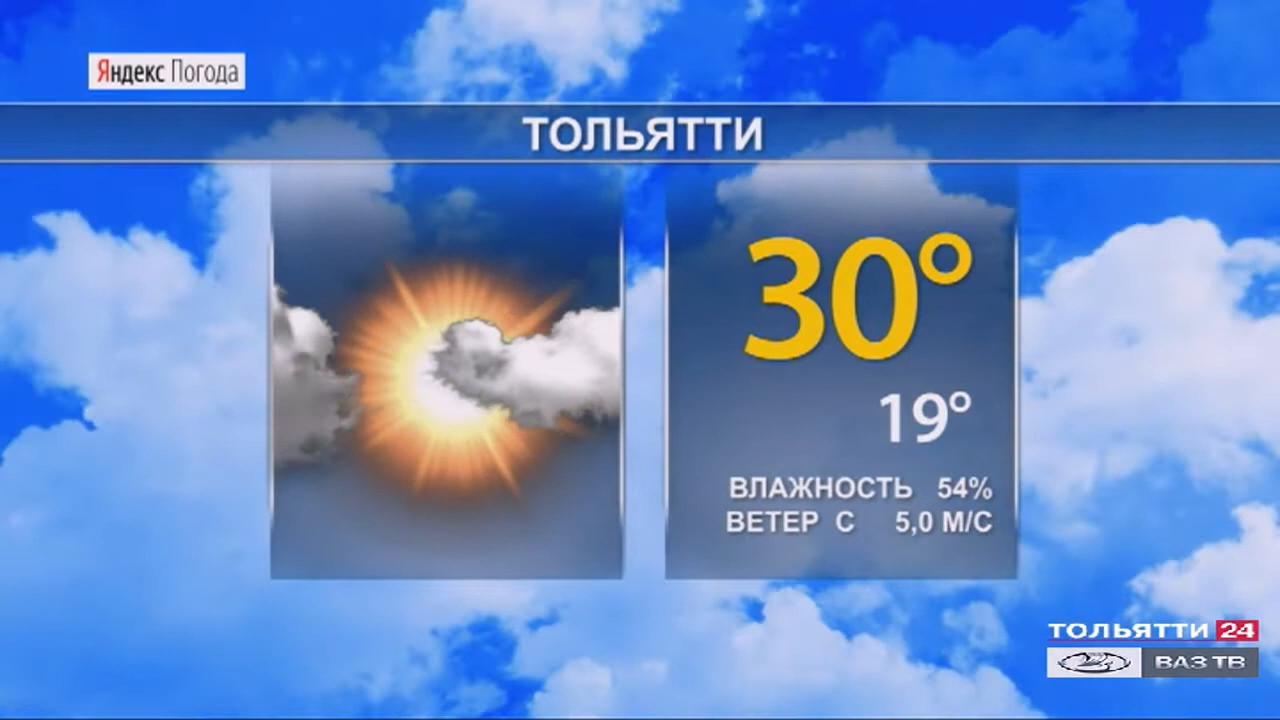 Яндекс Погода
ТОЛЬЯТТИ
30°
19°
ВЛАЖНОСТЬ 54%
ВЕТЕР С 5,0 М/С
ТОЛЬЯТТИ 24
ВАЗ ТВ